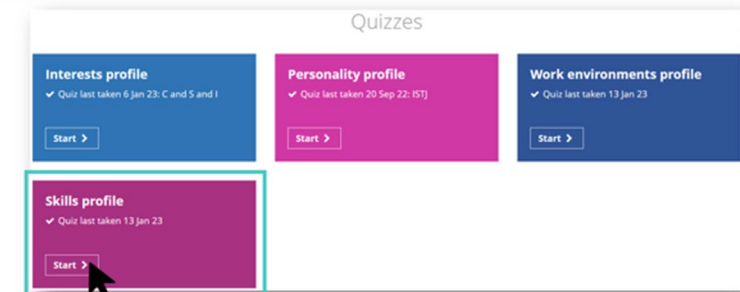 Quizzes
Interests profile
Quiz last taken 6 Jan 23: C and S and I
Start
Personality profile
Quiz last taken 20 Sep 22: ISTJ
Start
Work environments profile
Quiz last taken 13 Jan 23
Start
Skills profile
Quiz last taken 13 Jan 23
Start